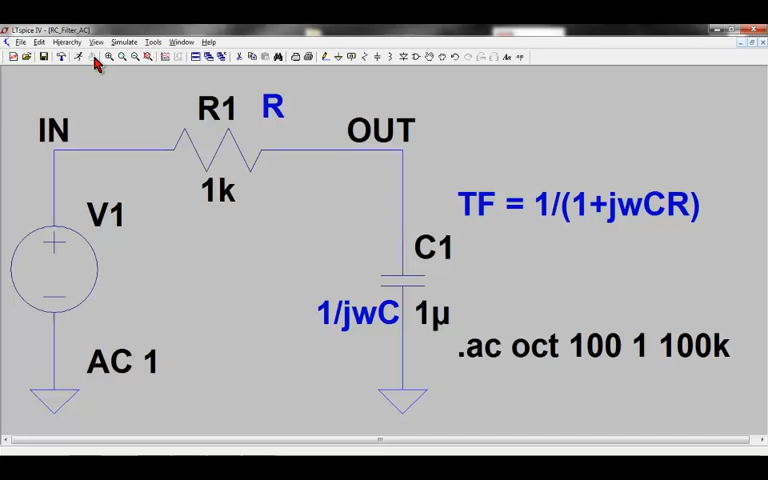 LTspice IV - [RC_Filter_AC]
File Edit Hierarchy View Simulate Tools Window Help
R1 R
IN
OUT
1k
TF = 1/(1+jwCR)
V1
C1
+
1/jwC 1µ
.ac oct 100 1 100k
AC 1